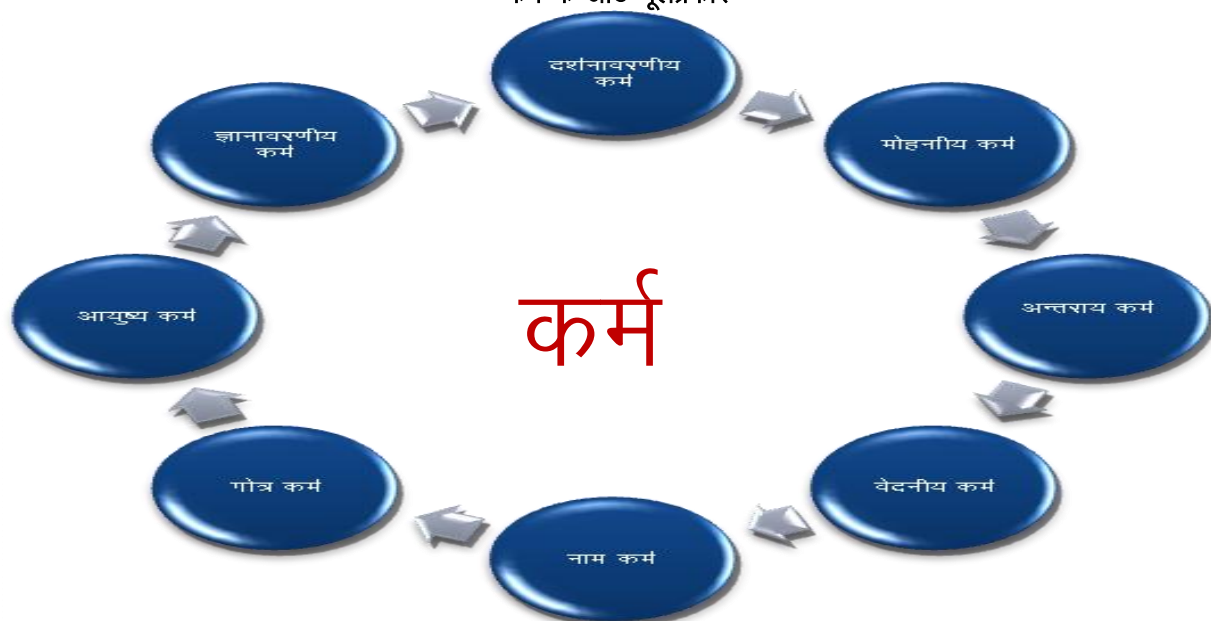 दर्शनावरणीय
कर्म
ज्ञानावरणीय
कर्म
मोहनाीय कर्म
अन्तराय कर्म
आयुष्य कर्म
कर्म
वेदनीय कर्म
गोत्र कर्म
नाम कर्म